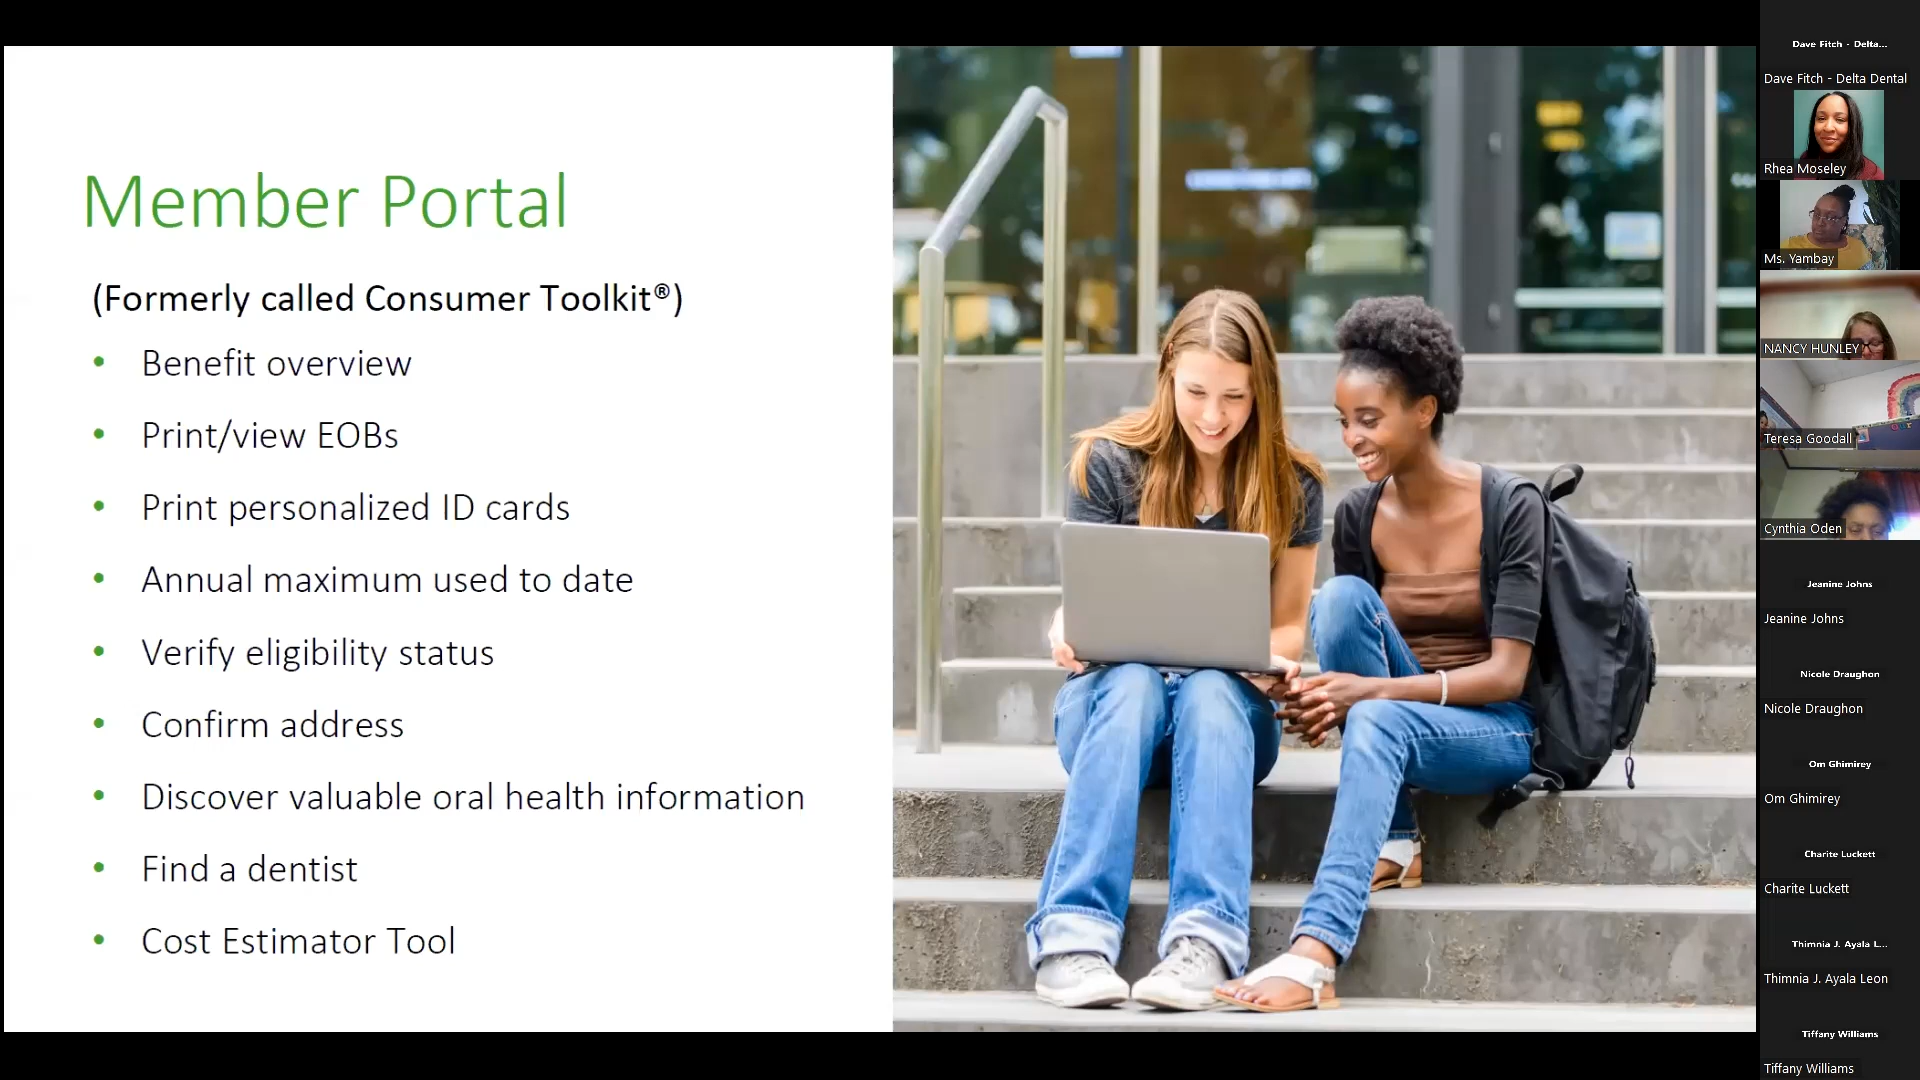 Member Portal
(Formerly called Consumer Toolkit®)
• Benefit overview
• Print/view EOBs
• Print personalized ID cards
• Annual maximum used to date
• Verify eligibility status
• Confirm address
• Discover valuable oral health information
• Find a dentist
• Cost Estimator Tool
Dave Fitch - Delta...
Dave Fitch - Delta Dental
Rhea Moseley
Ms. Yambay
NANCY HUNLEY
Teresa Goodall
Cynthia Oden
Jeanine Johns
Jeanine Johns
Nicole Draughon
Nicole Draughon
Om Ghimirey
Om Ghimirey
Charite Luckett
Charite Luckett
Thimnia J. Ayala L...
Thimnia J. Ayala Leon
Tiffany Williams
Tiffany Williams